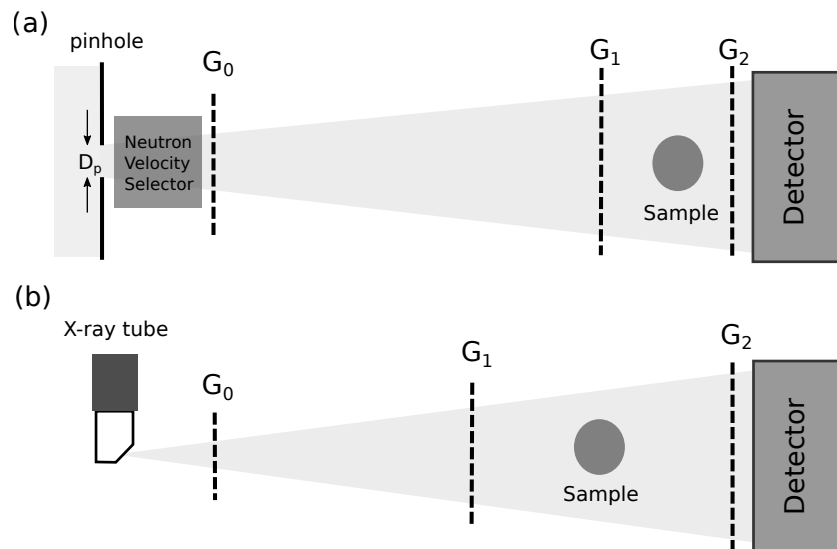 (a)
pinhole
G0
G1
G2
Dp
Neutron
Velocity
Selector
Sample
Detector
(b)
X-ray tube
G0
G1
G2
Sample
Detector